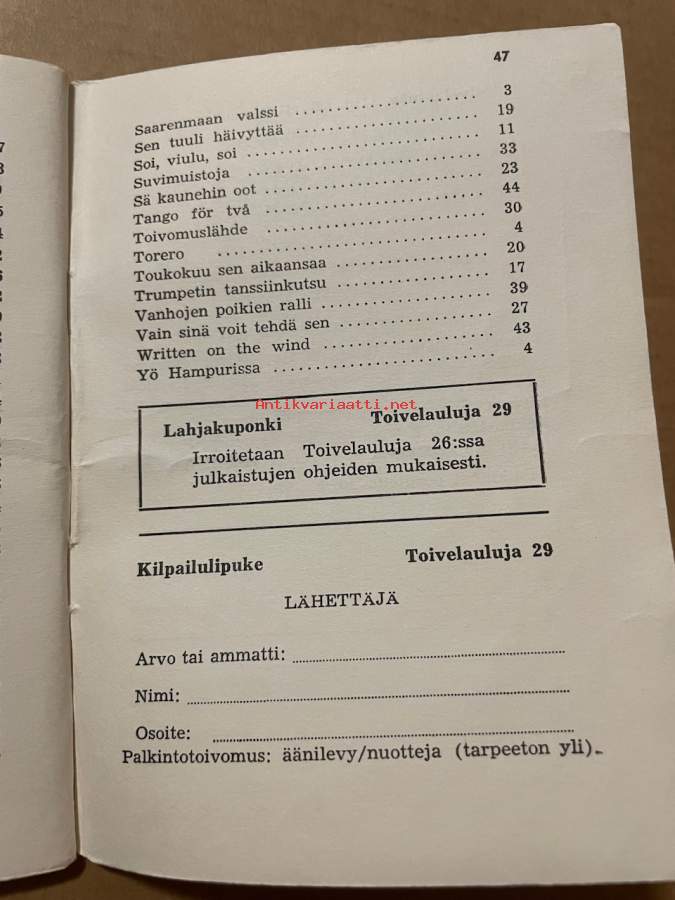 47
Saarenmaan valssi ........................ 3
Sen tuuli häivyttää ........................ 19
Soi, viulu, soi ........................ 11
Suvimuistoja ........................ 33
Sä kaunehin oot ........................ 23
Tango för två ........................ 44
Toivomuslähde ........................ 30
Torero ........................ 4
Toukokuu sen aikaansaa ........................ 20
Trumpetin tanssiinkutsu ........................ 17
Vanhojen poikien ralli ........................ 39
Vain sinä voit tehdä sen ........................ 27
Written on the wind ........................ 43
Yö Hampurissa ........................ 4
Antikvariaatti.net
Lahjakuponki Toivelauluja 29
Irroitetaan Toivelauluja 26:ssa
julkaistujen ohjeiden mukaisesti.
Kilpailulipuke Toivelauluja 29
LÄHETTÄJÄ
Arvo tai ammatti: ........................
Nimi: ........................
Osoite: ........................
Palkintotoivomus: äänilevy/nuotteja (tarpeeton yli).